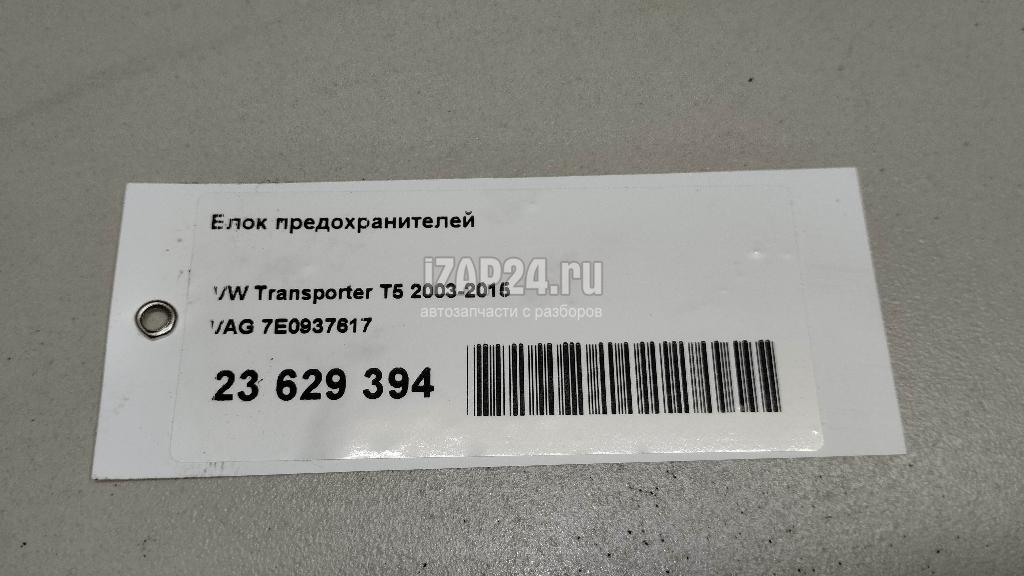 Блок предохранителей
iZAP24.ru
VW Transporter T5 2003-2015
автозапчасти с разборов
VAG 7E0937617
23 629 394